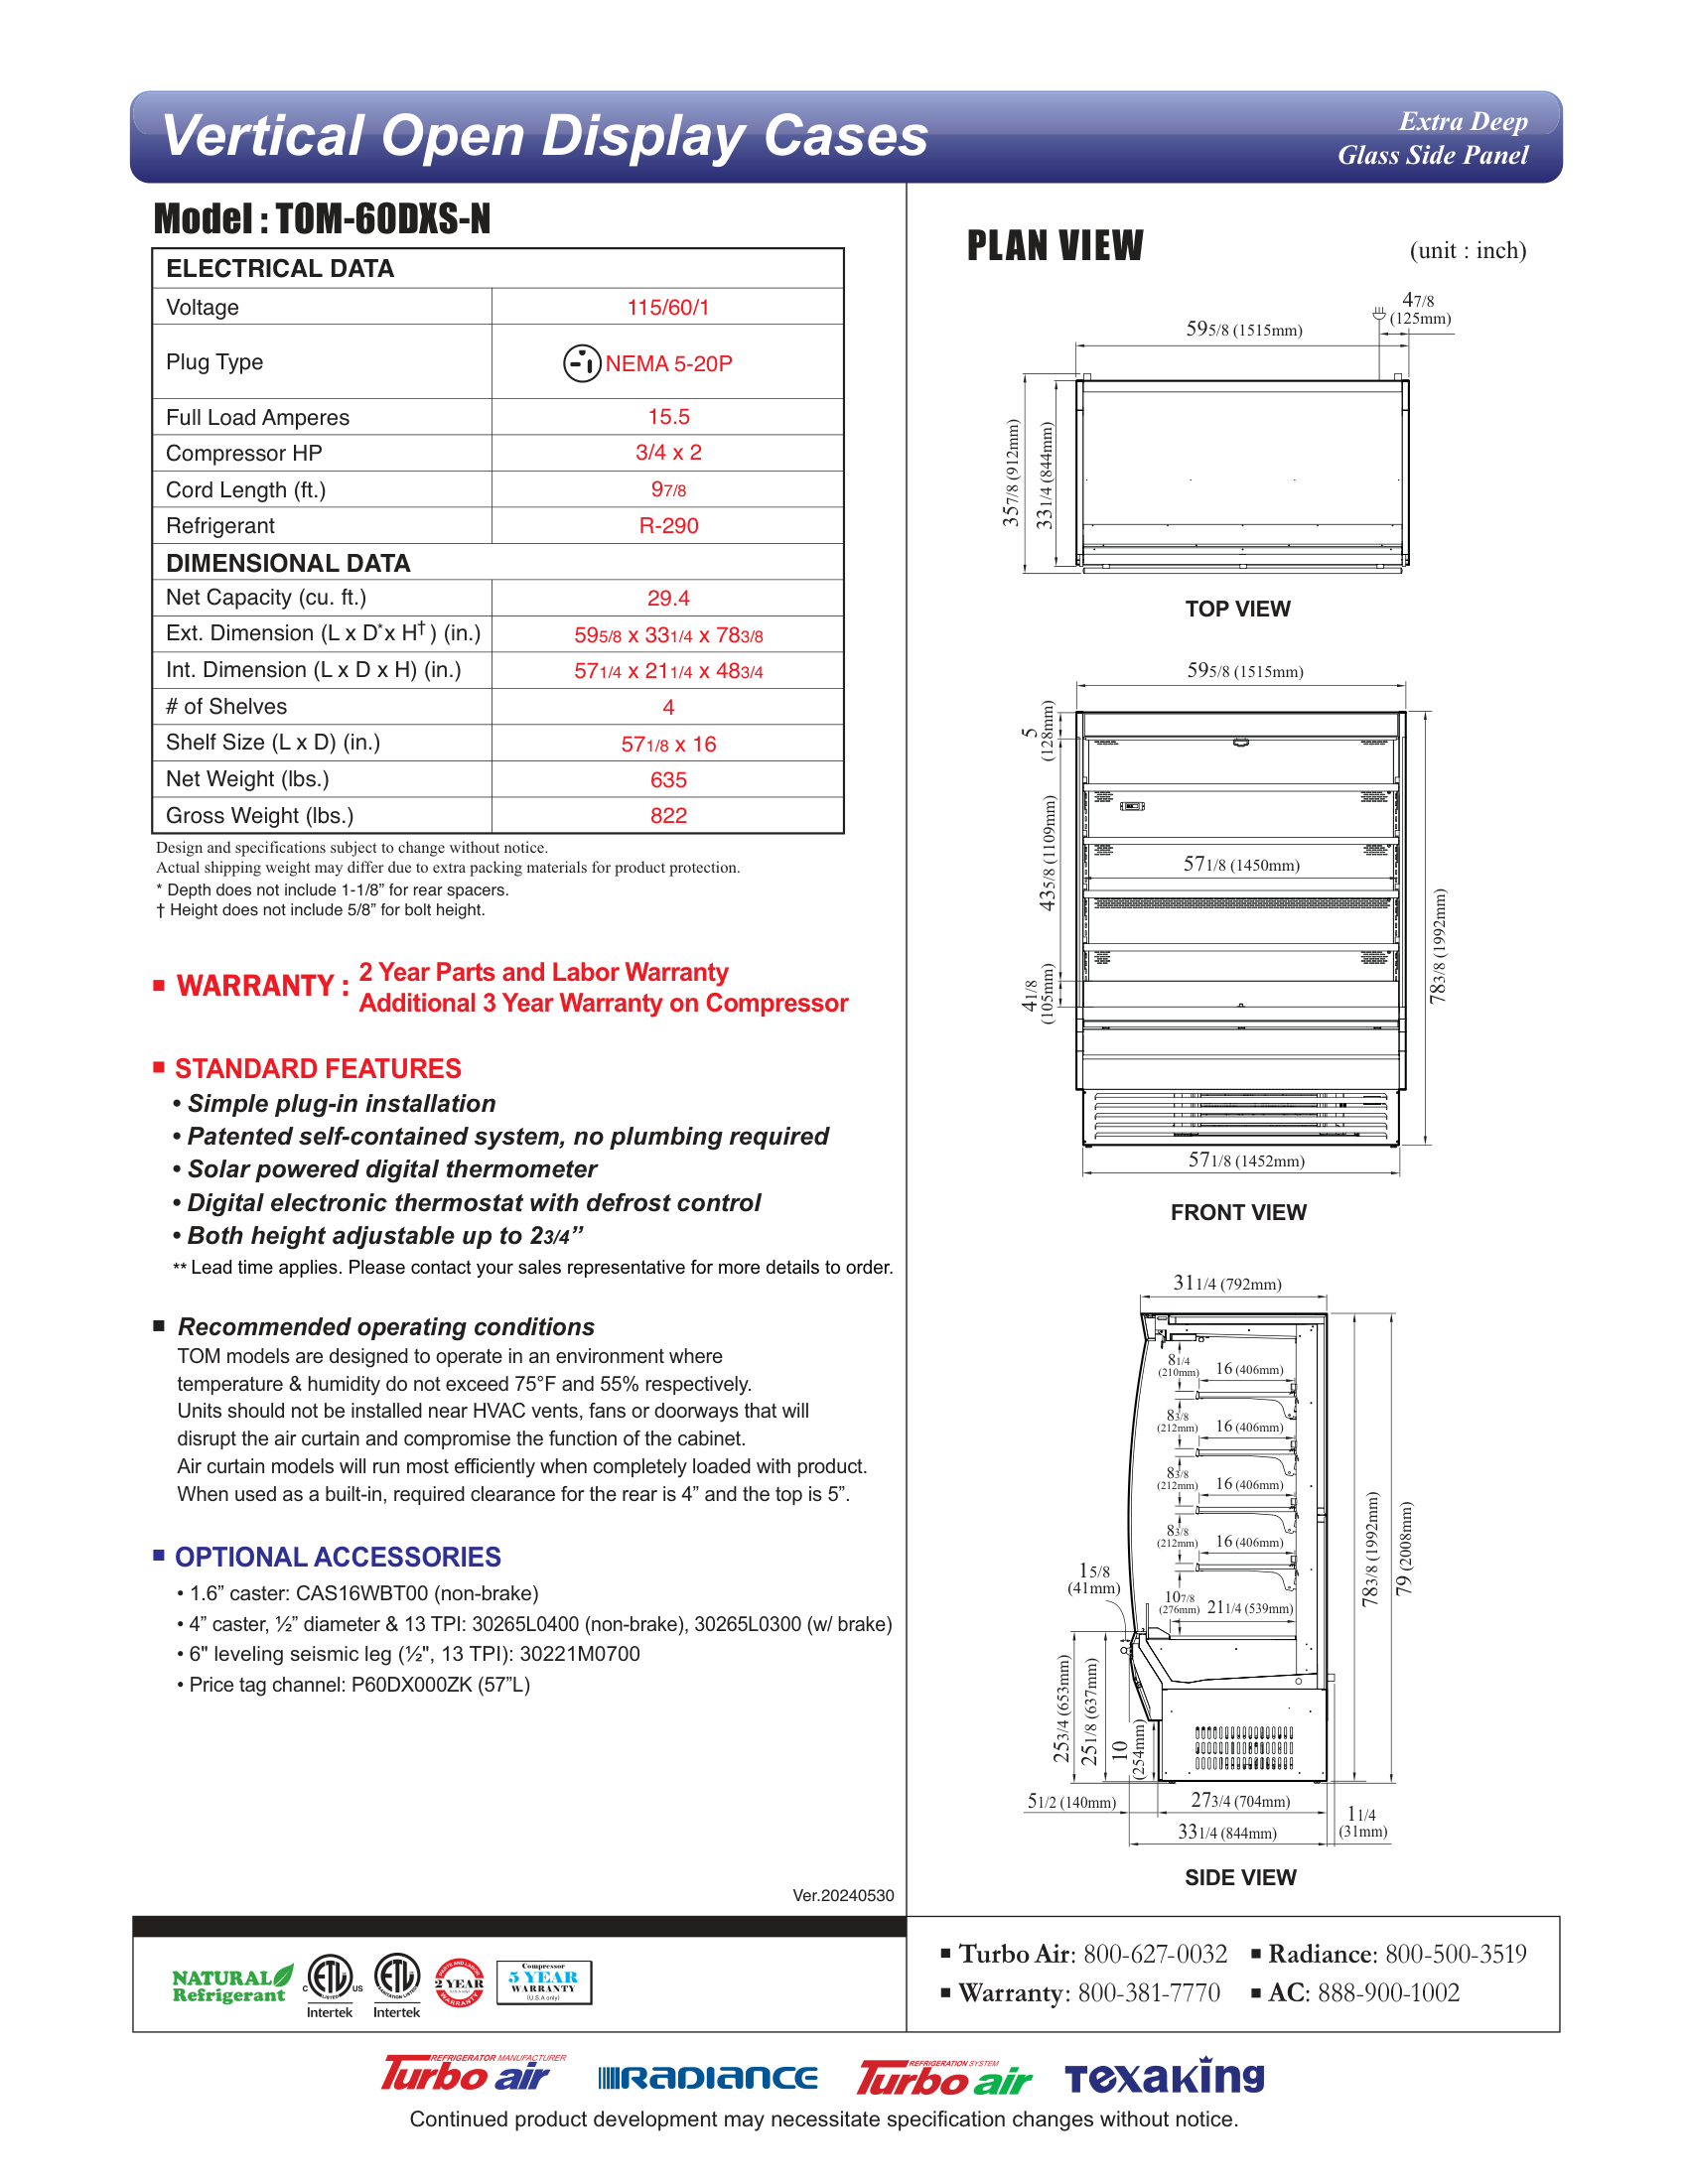 Vertical Open Display Cases
Extra Deep
Glass Side Panel
Model : TOM-60DXS-N
ELECTRICAL DATA
Voltage 115/60/1
Plug Type NEMA 5-20P
Full Load Amperes 15.5
Compressor HP 3/4 x 2
Cord Length (ft.) 97/8
Refrigerant R-290
DIMENSIONAL DATA
Net Capacity (cu. ft.) 29.4
Ext. Dimension (L x D* x H† ) (in.) 595/8 x 331/4 x 783/8
Int. Dimension (L x D x H) (in.) 571/4 x 211/4 x 483/4
# of Shelves 4
Shelf Size (L x D) (in.) 571/8 x 16
Net Weight (lbs.) 635
Gross Weight (lbs.) 822
Design and specifications subject to change without notice.
Actual shipping weight may differ due to extra packing materials for product protection.
* Depth does not include 1-1/8” for rear spacers.
† Height does not include 5/8” for bolt height.
■ WARRANTY : 2 Year Parts and Labor Warranty
Additional 3 Year Warranty on Compressor
■ STANDARD FEATURES
• Simple plug-in installation
• Patented self-contained system, no plumbing required
• Solar powered digital thermometer
• Digital electronic thermostat with defrost control
• Both height adjustable up to 23/4”
** Lead time applies. Please contact your sales representative for more details to order.
■ Recommended operating conditions
TOM models are designed to operate in an environment where
temperature & humidity do not exceed 75°F and 55% respectively.
Units should not be installed near HVAC vents, fans or doorways that will
disrupt the air curtain and compromise the function of the cabinet.
Air curtain models will run most efficiently when completely loaded with product.
When used as a built-in, required clearance for the rear is 4” and the top is 5”.
■ OPTIONAL ACCESSORIES
• 1.6” caster: CAS16WBT00 (non-brake)
• 4” caster, ½” diameter & 13 TPI: 30265L0400 (non-brake), 30265L0300 (w/ brake)
• 6" leveling seismic leg (½", 13 TPI): 30221M0700
• Price tag channel: P60DX000ZK (57”L)
Ver.20240530
PLAN VIEW
(unit : inch)
47/8
(125mm)
595/8 (1515mm)
357/8 (912mm)
331/4 (844mm)
TOP VIEW
595/8 (1515mm)
5
(128mm)
435/8 (1109mm)
571/8 (1450mm)
41/8
(105mm)
783/8 (1992mm)
571/8 (1452mm)
FRONT VIEW
311/4 (792mm)
81/4
(210mm)
16 (406mm)
83/8
(212mm)
16 (406mm)
83/8
(212mm)
16 (406mm)
83/8
(212mm)
16 (406mm)
15/8
(41mm)
107/8
(276mm)
211/4 (539mm)
783/8 (1992mm)
79 (2008mm)
253/4 (653mm)
251/8 (637mm)
10
(254mm)
51/2 (140mm)
273/4 (704mm)
331/4 (844mm)
11/4
(31mm)
SIDE VIEW
NATURAL
Refrigerant
C ETL US
LISTED
Intertek
ETL
SANITATION LISTED
Intertek
PARTS AND LABOR
2 YEAR
(U.S.A only)
WARRANTY
Compressor
5 YEAR
WARRANTY
(U.S.A only)
■ Turbo Air: 800-627-0032 ■ Radiance: 800-500-3519
■ Warranty: 800-381-7770 ■ AC: 888-900-1002
REFRIGERATOR MANUFACTURER
Turbo air
RADIANCE
REFRIGERATION SYSTEM
Turbo air
Texaking
Continued product development may necessitate specification changes without notice.